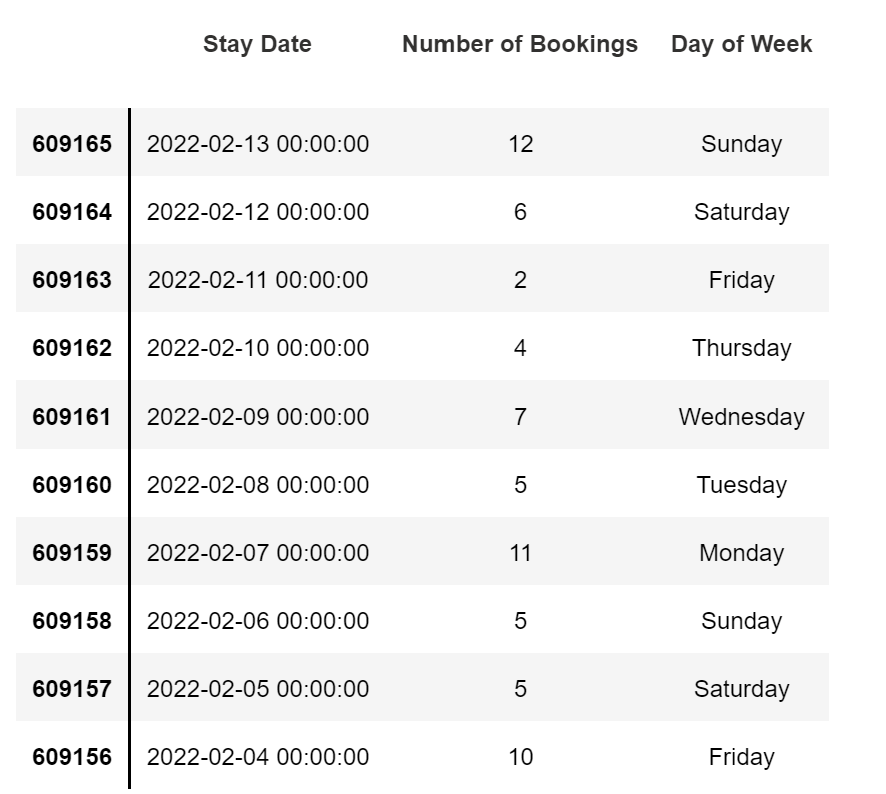 Stay Date Number of Bookings Day of Week
609165 2022-02-13 00:00:00 12 Sunday
609164 2022-02-12 00:00:00 6 Saturday
609163 2022-02-11 00:00:00 2 Friday
609162 2022-02-10 00:00:00 4 Thursday
609161 2022-02-09 00:00:00 7 Wednesday
609160 2022-02-08 00:00:00 5 Tuesday
609159 2022-02-07 00:00:00 11 Monday
609158 2022-02-06 00:00:00 5 Sunday
609157 2022-02-05 00:00:00 5 Saturday
609156 2022-02-04 00:00:00 10 Friday